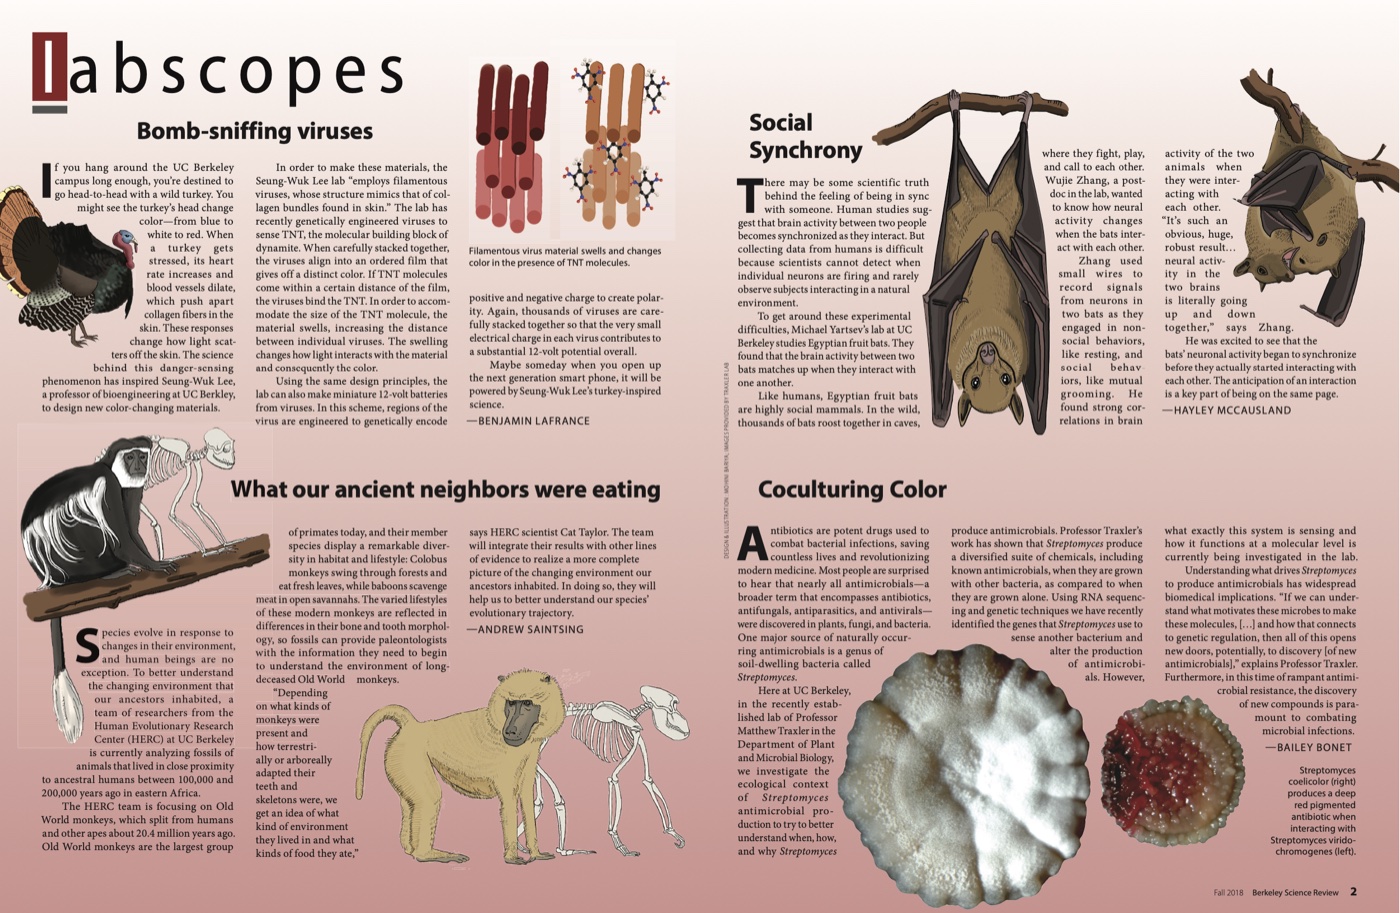 labscopes
Bomb-sniffing viruses
If you hang around the UC Berkeley
campus long enough, you're destined to
go head-to-head with a wild turkey. You
might see the turkey's head change
color—from blue to
white to red. When
a turkey gets
stressed, its heart
rate increases and
blood vessels dilate,
which push apart
collagen fibers in the
skin. These responses
change how light scat-
ters off the skin. The science
behind this danger-sensing
phenomenon has inspired Seung-Wuk Lee,
a professor of bioengineering at UC Berkley,
to design new color-changing materials.
In order to make these materials, the
Seung-Wuk Lee lab "employs filamentous
viruses, whose structure mimics that of col-
lagen bundles found in skin." The lab has
recently genetically engineered viruses to
sense TNT, the molecular building block of
dynamite. When carefully stacked together,
the viruses align into an ordered film that
gives off a distinct color. If TNT molecules
come within a certain distance of the film,
the viruses bind the TNT. In order to accom-
modate the size of the TNT molecule, the
material swells, increasing the distance
between individual viruses. The swelling
changes how light interacts with the material
and consequently the color.
Using the same design principles, the
lab can also make miniature 12-volt batteries
from viruses. In this scheme, regions of the
virus are engineered to genetically encode
Filamentous virus material swells and changes
color in the presence of TNT molecules.
positive and negative charge to create polar-
ity. Again, thousands of viruses are care-
fully stacked together so that the very small
electrical charge in each virus contributes to
a substantial 12-volt potential overall.
Maybe someday when you open up
the next generation smart phone, it will be
powered by Seung-Wuk Lee's turkey-inspired
science.
—BENJAMIN LAFRANCE
What our ancient neighbors were eating
Species evolve in response to
changes in their environment,
and human beings are no
exception. To better understand
the changing environment that
our ancestors inhabited, a
team of researchers from the
Human Evolutionary Research
Center (HERC) at UC Berkeley
is currently analyzing fossils of
animals that lived in close proximity
to ancestral humans between 100,000 and
200,000 years ago in eastern Africa.
The HERC team is focusing on Old
World monkeys, which split from humans
and other apes about 20.4 million years ago.
Old World monkeys are the largest group
of primates today, and their member
species display a remarkable diver-
sity in habitat and lifestyle: Colobus
monkeys swing through forests and
eat fresh leaves, while baboons scavenge
meat in open savannahs. The varied lifestyles
of these modern monkeys are reflected in
differences in their bone and tooth morphol-
ogy, so fossils can provide paleontologists
with the information they need to begin
to understand the environment of long-
deceased Old World monkeys.
"Depending
on what kinds of
monkeys were
present and
how terrestri-
ally or arboreally
adapted their
teeth and
skeletons were, we
get an idea of what
kind of environment
they lived in and what
kinds of food they ate,"
says HERC scientist Cat Taylor. The team
will integrate their results with other lines
of evidence to realize a more complete
picture of the changing environment our
ancestors inhabited. In doing so, they will
help us to better understand our species'
evolutionary trajectory.
—ANDREW SAINTSING
DESIGN & ILLUSTRATION: MOHINI BARIYA, IMAGES PROVIDED BY TRAXLER LAB
Social
Synchrony
There may be some scientific truth
behind the feeling of being in sync
with someone. Human studies sug-
gest that brain activity between two people
becomes synchronized as they interact. But
collecting data from humans is difficult
because scientists cannot detect when
individual neurons are firing and rarely
observe subjects interacting in a natural
environment.
To get around these experimental
difficulties, Michael Yartsev's lab at UC
Berkeley studies Egyptian fruit bats. They
found that the brain activity between two
bats matches up when they interact with
one another.
Like humans, Egyptian fruit bats
are highly social mammals. In the wild,
thousands of bats roost together in caves,
where they fight, play,
and call to each other.
Wujie Zhang, a post-
doc in the lab, wanted
to know how neural
activity changes
when the bats inter-
act with each other.
Zhang used
small wires to
record signals
from neurons in
two bats as they
engaged in non-
social behaviors,
like resting, and
social behav-
iors, like mutual
grooming. He
found strong cor-
relations in brain
activity of the two
animals when
they were inter-
acting with
each other.
"It's such an
obvious, huge,
robust result...
neural activ-
ity in the
two brains
is literally going
up and down
together," says Zhang.
He was excited to see that the
bats' neuronal activity began to synchronize
before they actually started interacting with
each other. The anticipation of an interaction
is a key part of being on the same page.
—HAYLEY MCCAUSLAND
Coculturing Color
Antibiotics are potent drugs used to
combat bacterial infections, saving
countless lives and revolutionizing
modern medicine. Most people are surprised
to hear that nearly all antimicrobials—a
broader term that encompasses antibiotics,
antifungals, antiparasitics, and antivirals—
were discovered in plants, fungi, and bacteria.
One major source of naturally occur-
ring antimicrobials is a genus of
soil-dwelling bacteria called
Streptomyces.
Here at UC Berkeley,
in the recently estab-
lished lab of Professor
Matthew Traxler in the
Department of Plant
and Microbial Biology,
we investigate the
ecological context
of Streptomyces
antimicrobial pro-
duction to try to better
understand when, how,
and why Streptomyces
produce antimicrobials. Professor Traxler's
work has shown that Streptomyces produce
a diversified suite of chemicals, including
known antimicrobials, when they are grown
with other bacteria, as compared to when
they are grown alone. Using RNA sequenc-
ing and genetic techniques we have recently
identified the genes that Streptomyces use to
sense another bacterium and
alter the production
of antimicrobi-
als. However,
what exactly this system is sensing and
how it functions at a molecular level is
currently being investigated in the lab.
Understanding what drives Streptomyces
to produce antimicrobials has widespread
biomedical implications. "If we can under-
stand what motivates these microbes to make
these molecules, [...] and how that connects
to genetic regulation, then all of this opens
new doors, potentially, to discovery [of new
antimicrobials]," explains Professor Traxler.
Furthermore, in this time of rampant antimi-
crobial resistance, the discovery
of new compounds is para-
mount to combating
microbial infections.
—BAILEY BONET
Streptomyces
coelicolor (right)
produces a deep
red pigmented
antibiotic when
interacting with
Streptomyces virido-
chromogenes (left).
Fall 2018 Berkeley Science Review 2